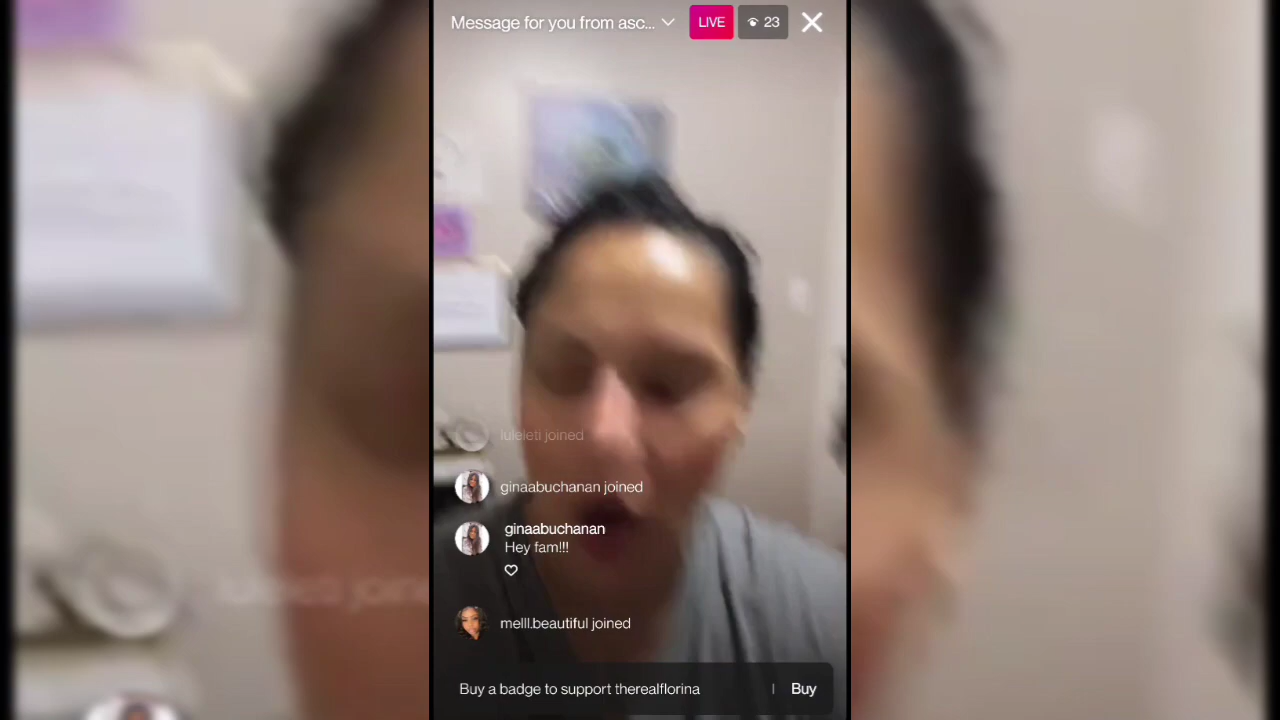 Message for you from asc...
LIVE
23
luleleti joined
ginaabuchanan joined
ginaabuchanan
Hey fam!!!
melll.beautiful joined
Buy a badge to support therealflorina
Buy